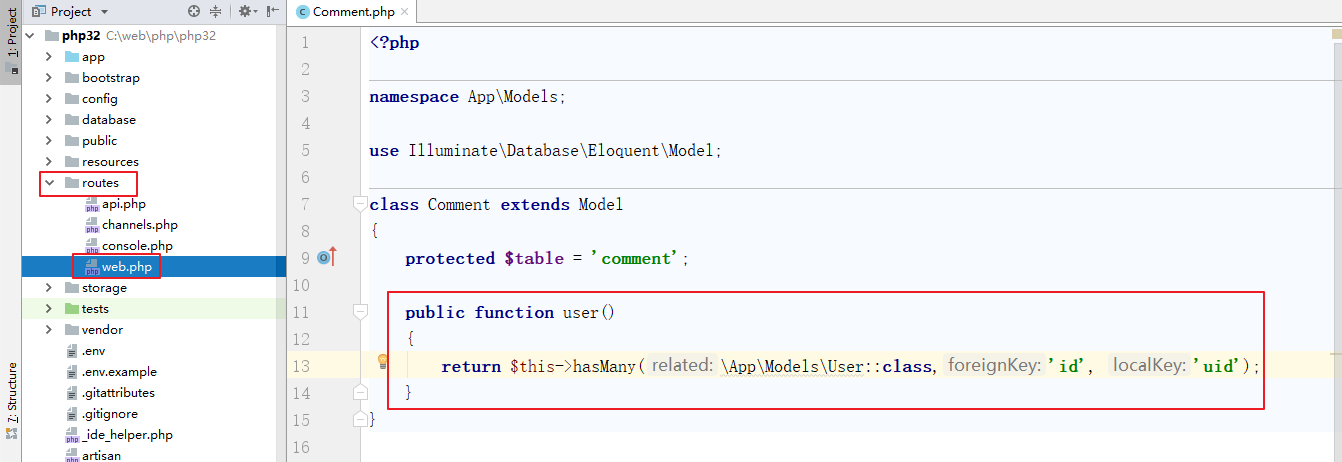 1: Project
Project
php32 C:\web\php\php32
app
bootstrap
config
database
public
resources
routes
api.php
channels.php
console.php
web.php
storage
tests
vendor
.env
.env.example
.gitattributes
.gitignore
_ide_helper.php
artisan
7: Structure
Comment.php
1 <?php
2
3 namespace App\Models;
4
5 use Illuminate\Database\Eloquent\Model;
6
7 class Comment extends Model
8 {
9 protected $table = 'comment';
10
11 public function user()
12 {
13 return $this->hasMany( related: \App\Models\User::class, foreignKey: 'id', localKey: 'uid');
14 }
15 }
16